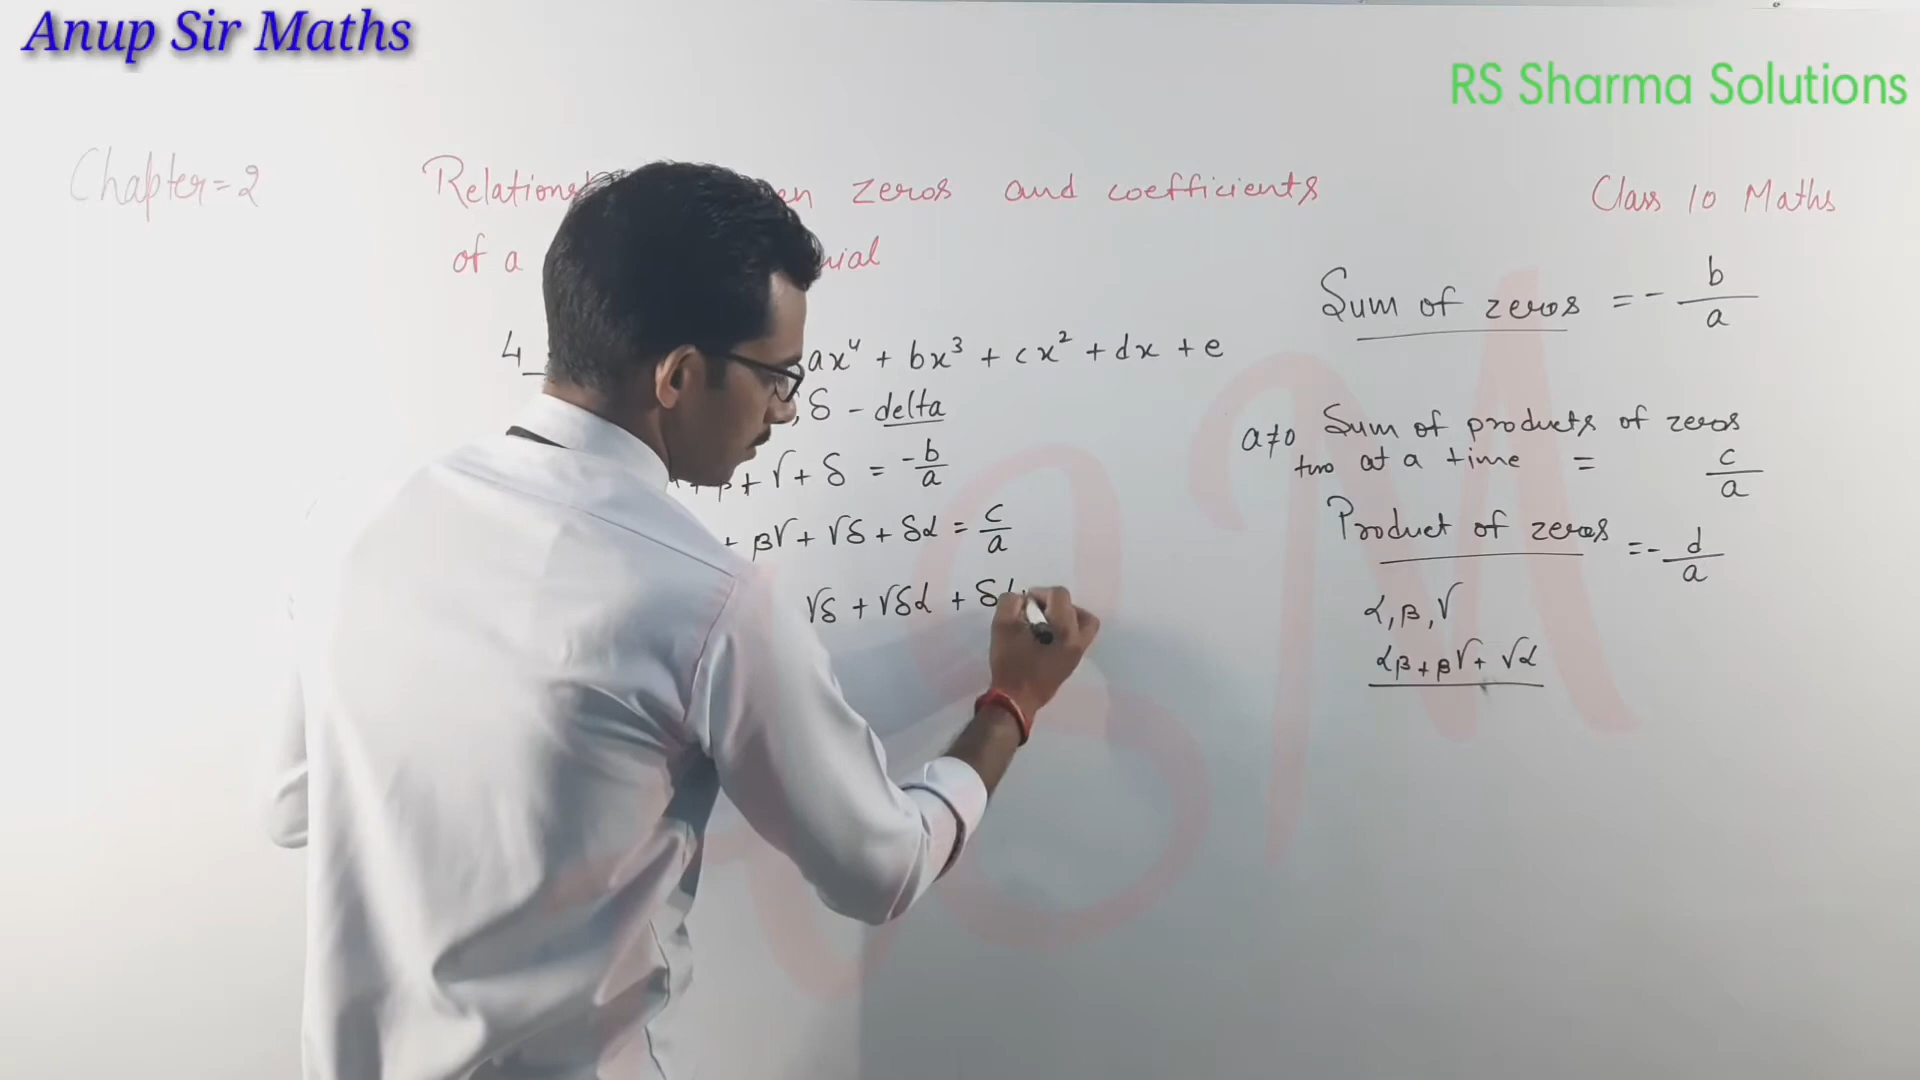 Anup Sir Maths
RS Sharma Solutions
Chapter=2
zeros and coefficients
Class 10 Maths
of a
4
ax⁴ + bx³ + cx² + dx + e
, δ - delta
+ β + γ + δ = -b/a
+ βγ + γδ + δα = c/a
γδ + γδα + δα
Sum of zeros = - b/a
a≠0 Sum of products of zeros
two at a time = c/a
Product of zeros = - d/a
α, β, γ
αβ + βγ + γα